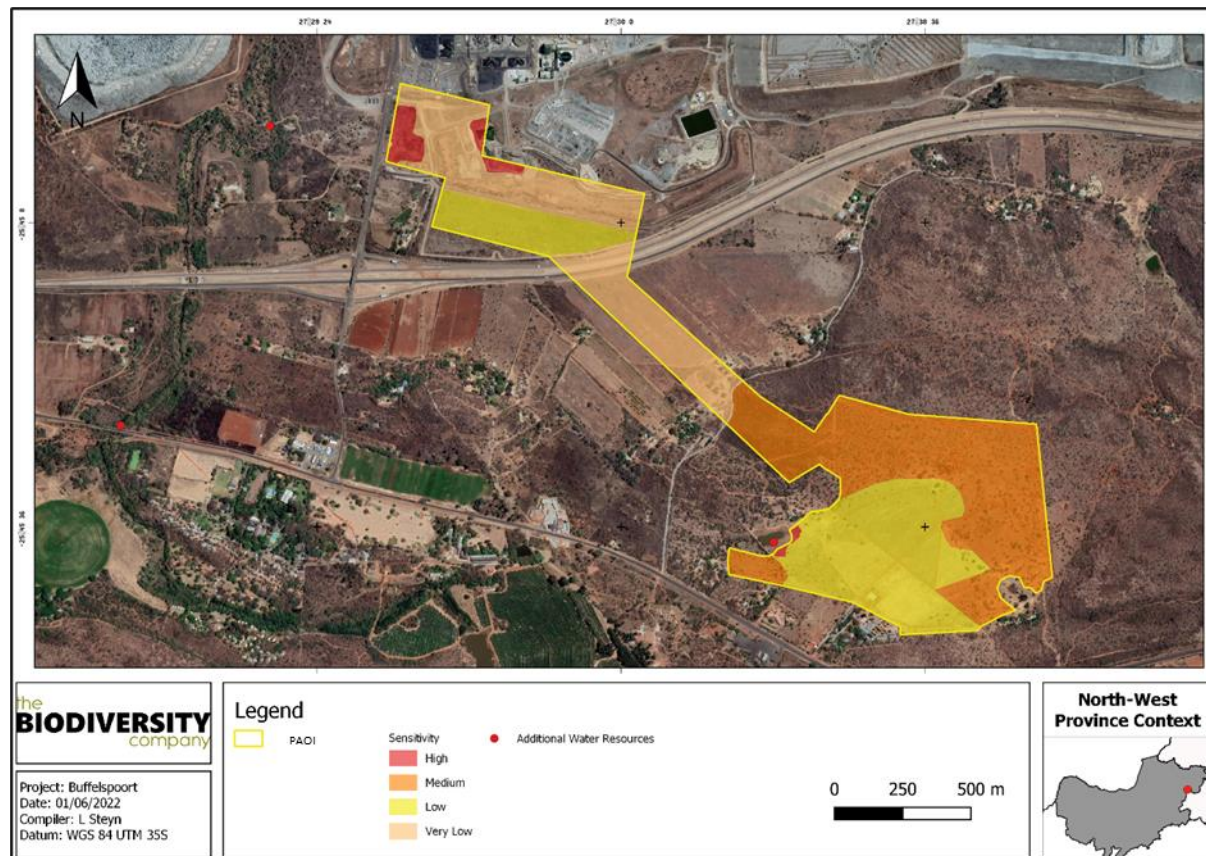 27°29' 24
27°30' 0
27°30' 36
N
-25°45' 0
-25°45' 36
the
BIODIVERSITY
company
Project: Buffelspoort
Date: 01/06/2022
Compiler: L Steyn
Datum: WGS 84 UTM 35S
Legend
PAOI
Sensitivity
High
Medium
Low
Very Low
Additional Water Resources
0 250 500 m
North-West
Province Context